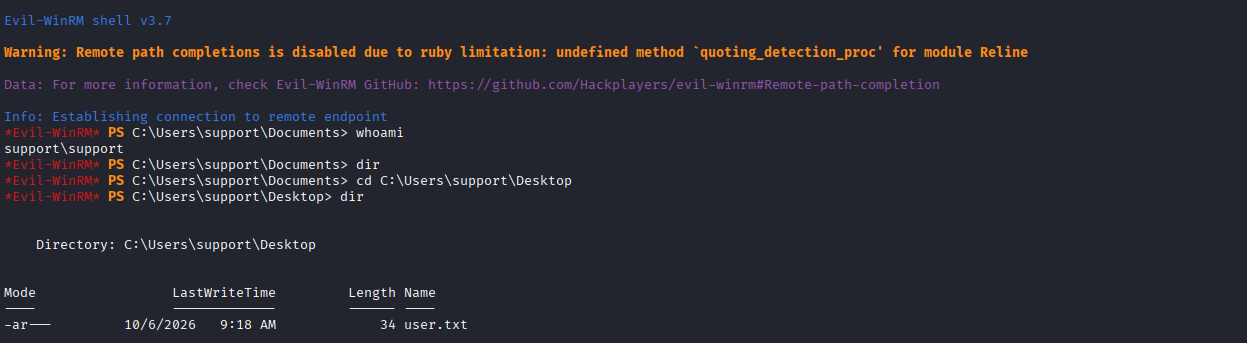 Evil-WinRM shell v3.7
Warning: Remote path completions is disabled due to ruby limitation: undefined method `quoting_detection_proc' for module Reline
Data: For more information, check Evil-WinRM GitHub: https://github.com/Hackplayers/evil-winrm#Remote-path-completion
Info: Establishing connection to remote endpoint
*Evil-WinRM* PS C:\Users\support\Documents> whoami
support\support
*Evil-WinRM* PS C:\Users\support\Documents> dir
*Evil-WinRM* PS C:\Users\support\Documents> cd C:\Users\support\Desktop
*Evil-WinRM* PS C:\Users\support\Desktop> dir
    Directory: C:\Users\support\Desktop
Mode                 LastWriteTime         Length Name
----                 -------------         ------ ----
-ar---         10/6/2026   9:18 AM             34 user.txt